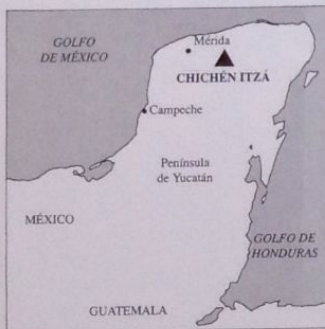 GOLFO
DE MÉXICO
Mérida
CHICHÉN ITZÁ
Campeche
Península
de Yucatán
MÉXICO
GOLFO DE
HONDURAS
GUATEMALA